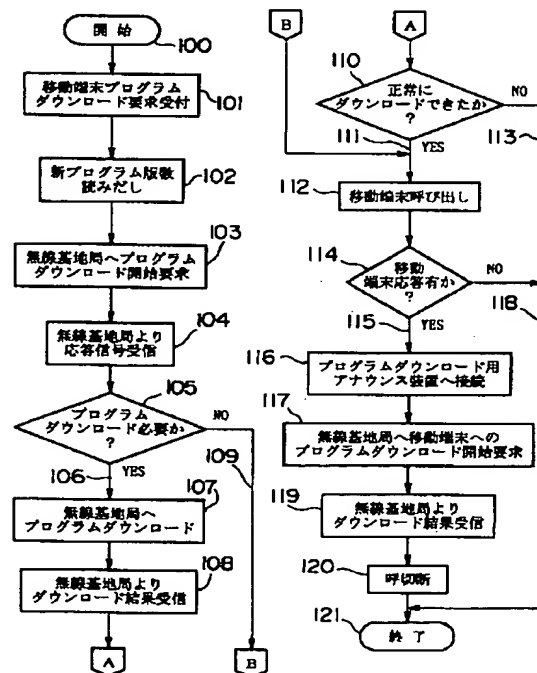 開始
100
移動端末プログラム
ダウンロード要求受付
101
新プログラム版数
読みだし
102
103
無線基地局へプログラム
ダウンロード開始要求
104
無線基地局より
応答信号受信
105
プログラム
ダウンロード必要か
?
NO
106
YES
109
107
無線基地局へ
プログラムダウンロード
108
無線基地局より
ダウンロード結果受信
A
B
B
A
110
正常に
ダウンロードできたか
?
NO
111
YES
113
112
移動端末呼び出し
114
移動
端末応答有か
?
NO
115
YES
118
116
プログラムダウンロード用
アナウンス装置へ接続
117
無線基地局へ移動端末への
プログラムダウンロード開始要求
119
無線基地局より
ダウンロード結果受信
120
呼切断
121
終了